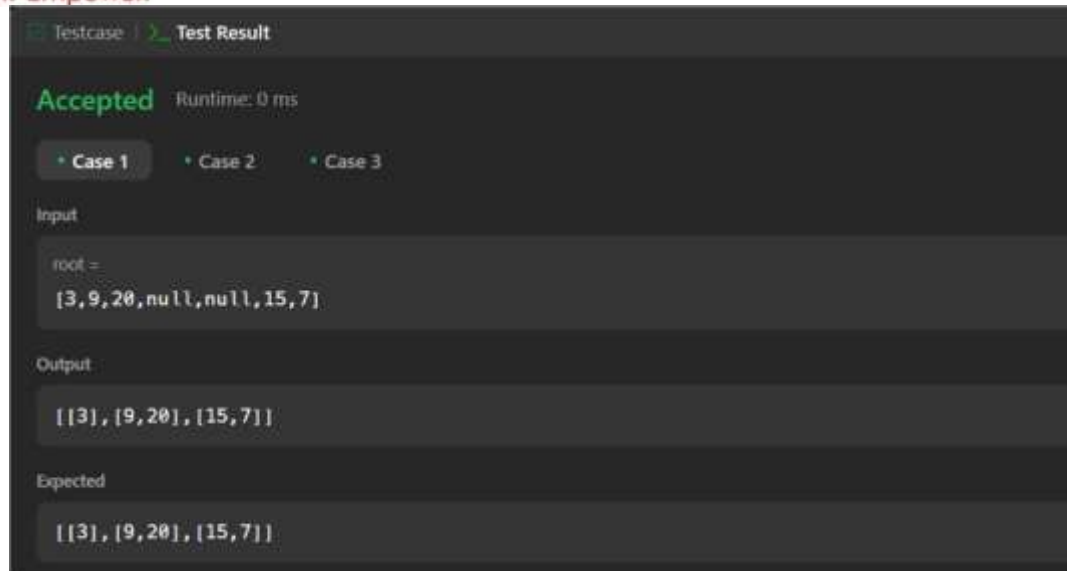 Testcase | >_ Test Result
Accepted Runtime: 0 ms
• Case 1 • Case 2 • Case 3
Input
root =
[3,9,20,null,null,15,7]
Output
[[3],[9,20],[15,7]]
Expected
[[3],[9,20],[15,7]]